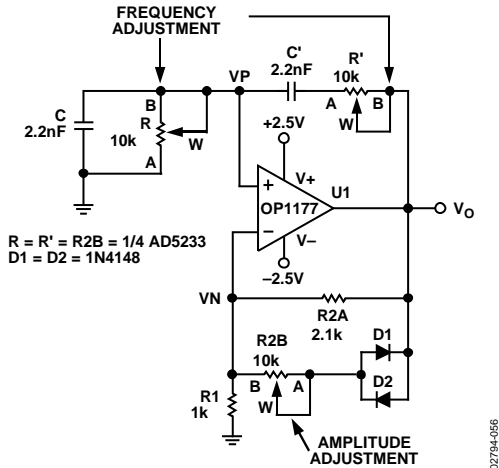 FREQUENCY
ADJUSTMENT
C'
2.2nF
R'
10k
VP
A
B
W
C
2.2nF
B
R
10k
W
A
+2.5V
V+
+
OP1177
U1
−
V−
−2.5V
VO
R = R' = R2B = 1/4 AD5233
D1 = D2 = 1N4148
VN
R2A
2.1k
R2B
10k
B
A
W
D1
D2
R1
1k
AMPLITUDE
ADJUSTMENT
02794-056